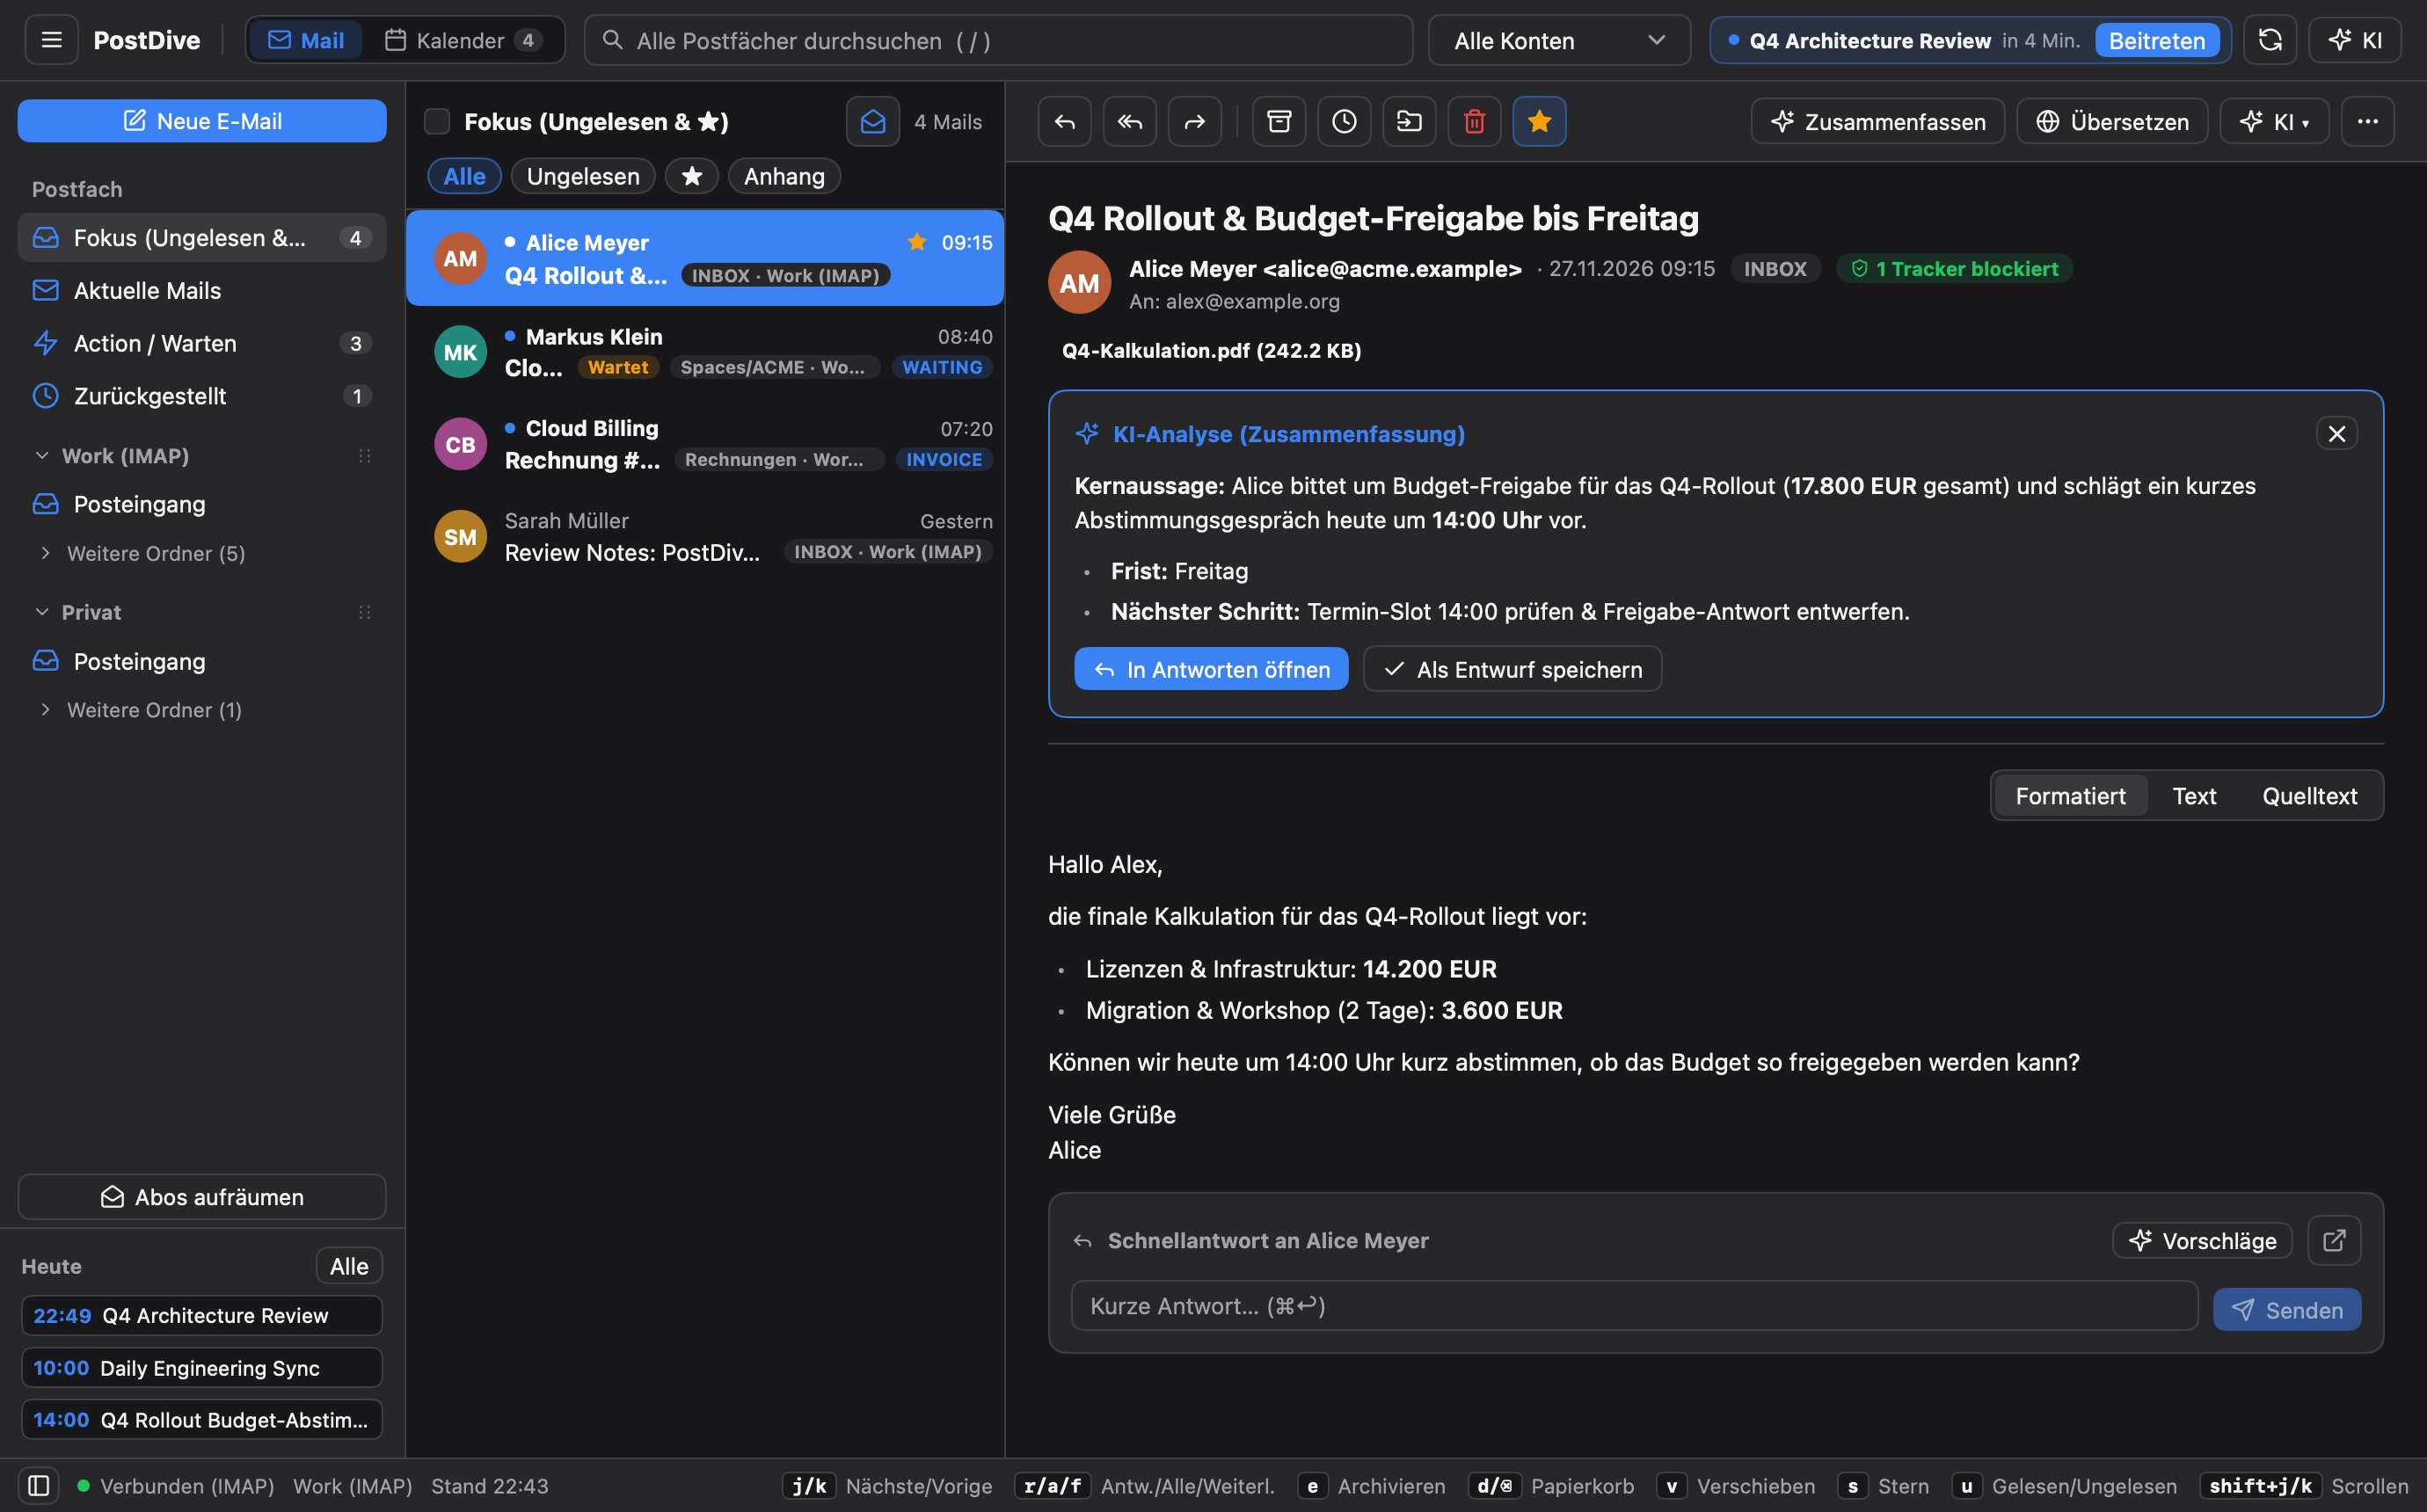 PostDive
Mail
Kalender 4
Alle Postfächer durchsuchen ( / )
Alle Konten
Q4 Architecture Review in 4 Min. Beitreten
KI
Neue E-Mail
Postfach
Fokus (Ungelesen &... 4
Aktuelle Mails
Action / Warten 3
Zurückgestellt 1
Work (IMAP)
Posteingang
Weitere Ordner (5)
Privat
Posteingang
Weitere Ordner (1)
Abos aufräumen
Heute Alle
22:49 Q4 Architecture Review
10:00 Daily Engineering Sync
14:00 Q4 Rollout Budget-Abstim...
Fokus (Ungelesen & ★) 4 Mails
Alle Ungelesen ★ Anhang
AM Alice Meyer 09:15
Q4 Rollout &... INBOX · Work (IMAP)
MK Markus Klein 08:40
Clo... Wartet Spaces/ACME · Wo... WAITING
CB Cloud Billing 07:20
Rechnung #... Rechnungen · Wor... INVOICE
SM Sarah Müller Gestern
Review Notes: PostDiv... INBOX · Work (IMAP)
Zusammenfassen Übersetzen KI ▾ ...
Q4 Rollout & Budget-Freigabe bis Freitag
AM Alice Meyer <alice@acme.example> · 27.11.2026 09:15 INBOX 1 Tracker blockiert
An: alex@example.org
Q4-Kalkulation.pdf (242.2 KB)
KI-Analyse (Zusammenfassung)
Kernaussage: Alice bittet um Budget-Freigabe für das Q4-Rollout (17.800 EUR gesamt) und schlägt ein kurzes
Abstimmungsgespräch heute um 14:00 Uhr vor.
• Frist: Freitag
• Nächster Schritt: Termin-Slot 14:00 prüfen & Freigabe-Antwort entwerfen.
In Antworten öffnen Als Entwurf speichern
Formatiert Text Quelltext
Hallo Alex,
die finale Kalkulation für das Q4-Rollout liegt vor:
• Lizenzen & Infrastruktur: 14.200 EUR
• Migration & Workshop (2 Tage): 3.600 EUR
Können wir heute um 14:00 Uhr kurz abstimmen, ob das Budget so freigegeben werden kann?
Viele Grüße
Alice
Schnellantwort an Alice Meyer Vorschläge
Kurze Antwort... (⌘↩) Senden
Verbunden (IMAP) Work (IMAP) Stand 22:43
j/k Nächste/Vorige r/a/f Antw./Alle/Weiterl. e Archivieren d/⌫ Papierkorb v Verschieben s Stern u Gelesen/Ungelesen shift+j/k Scrollen